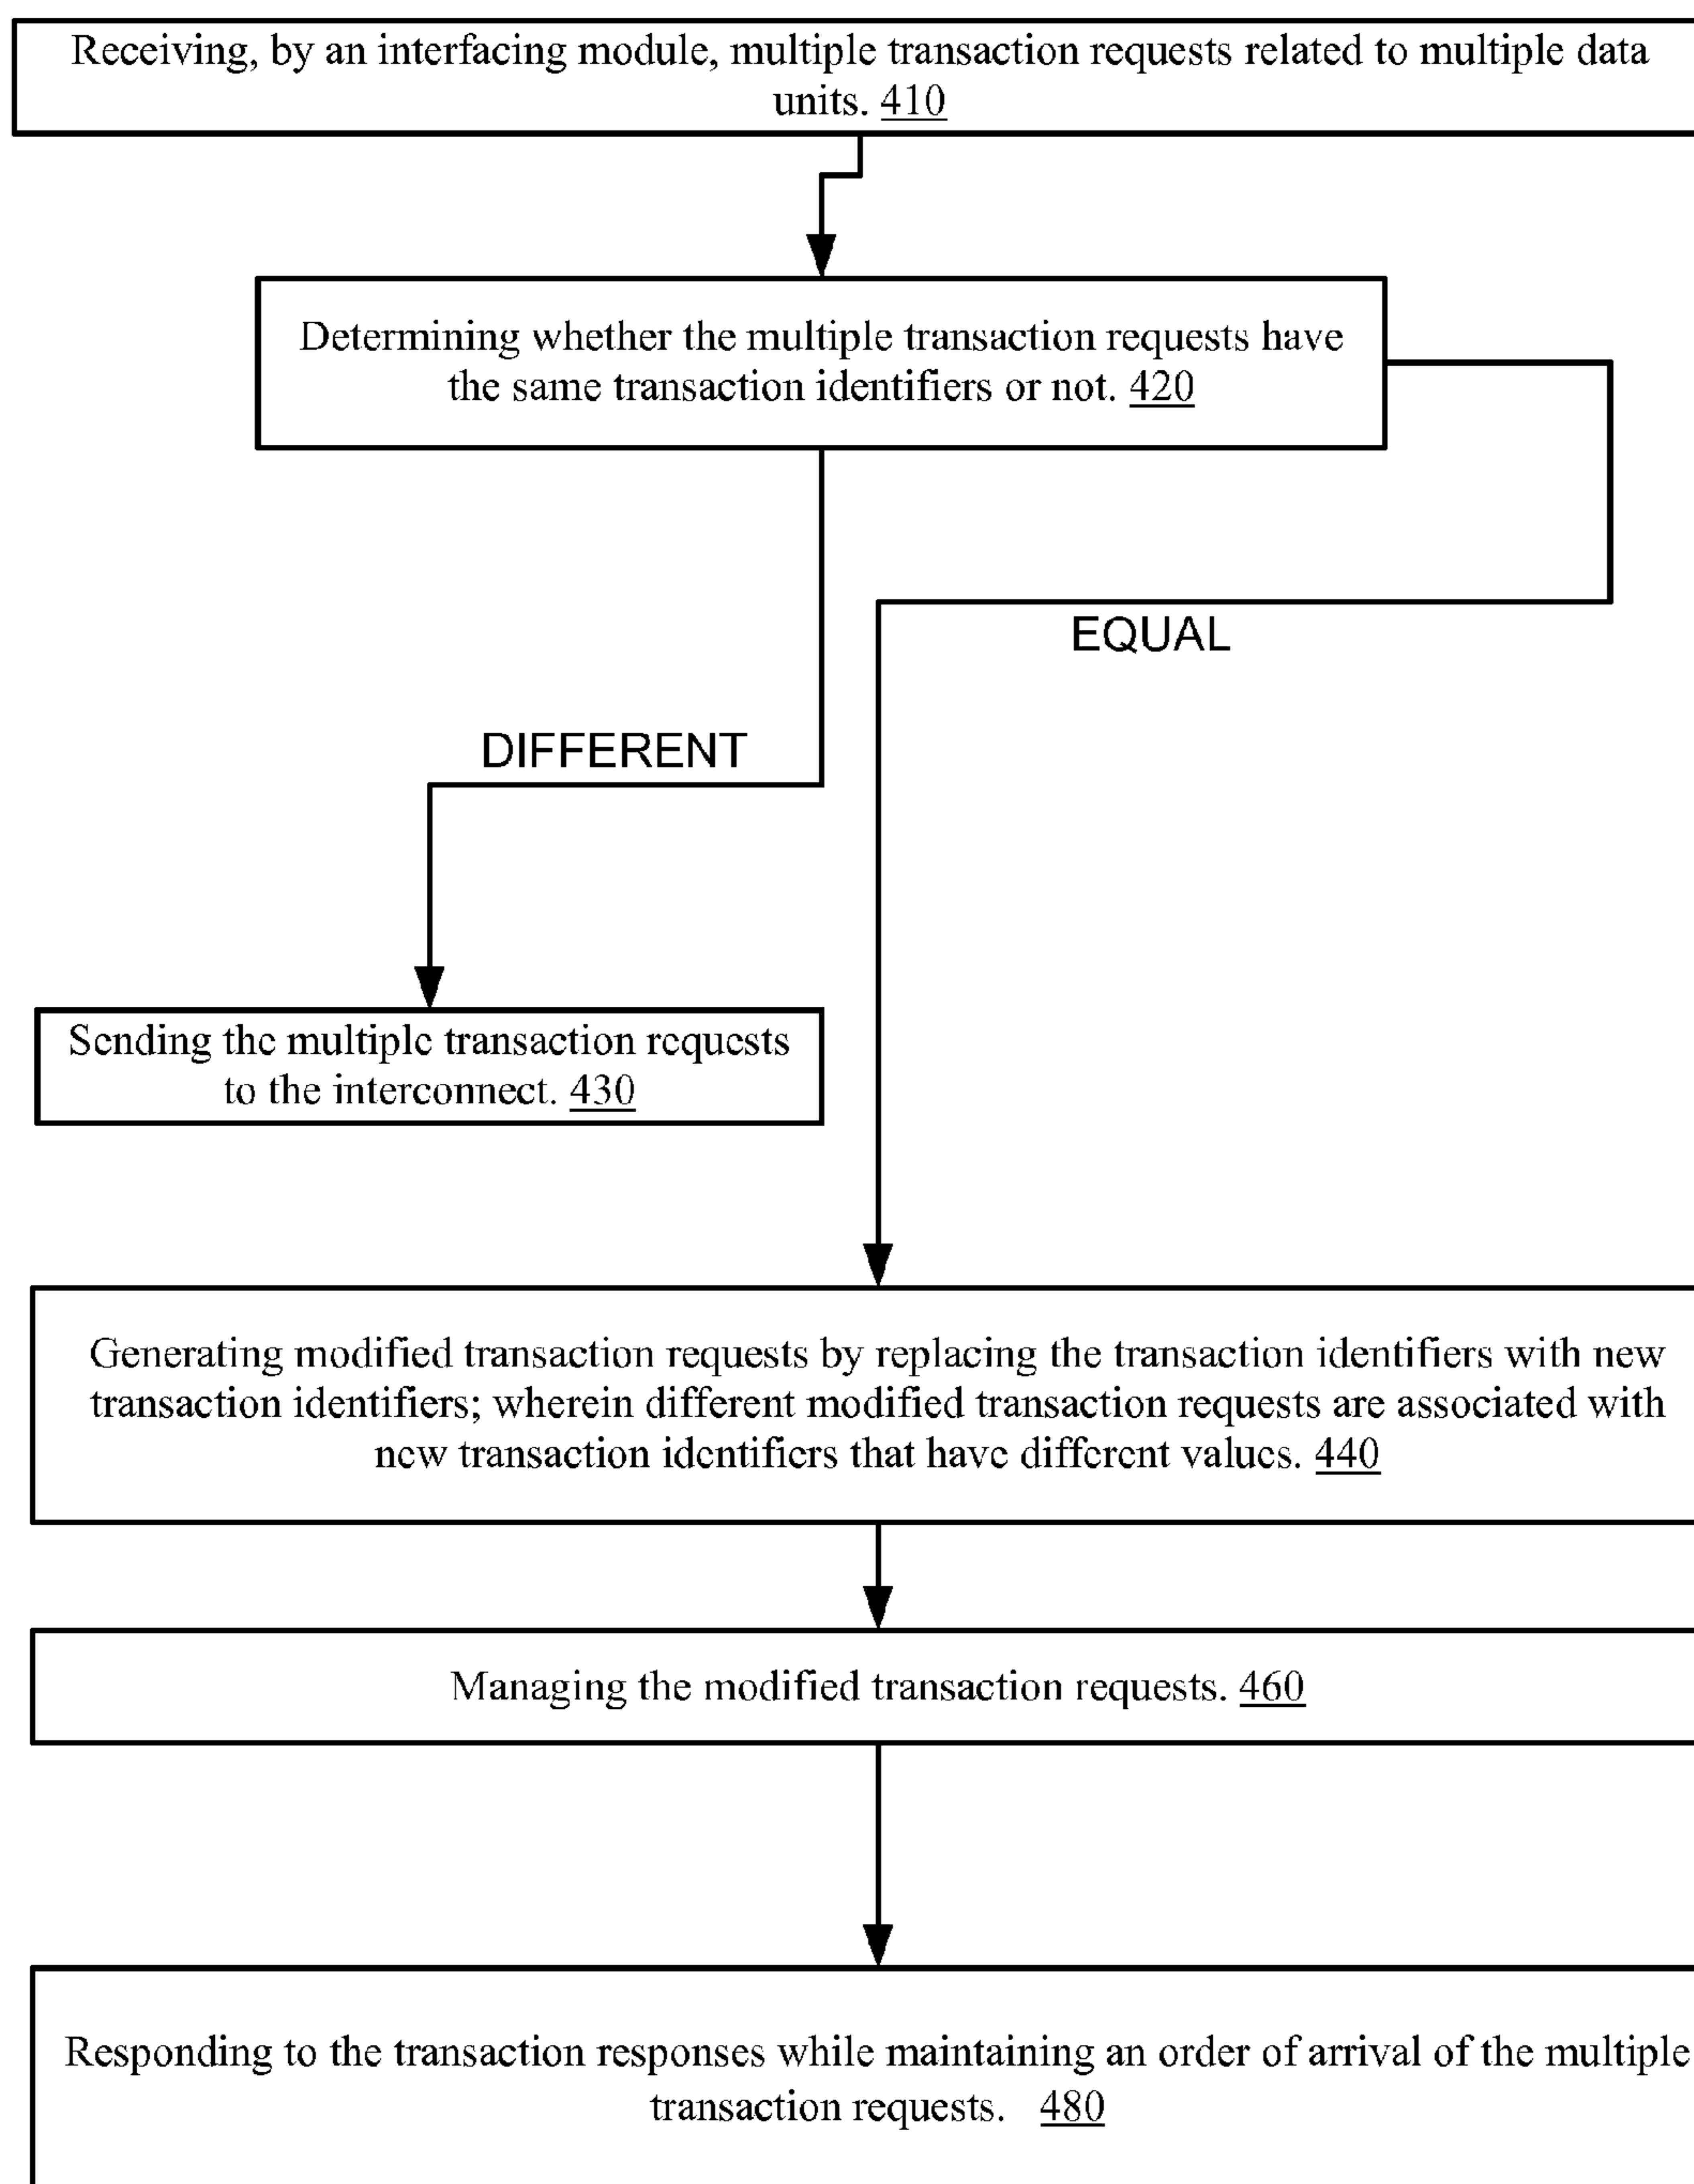 Receiving, by an interfacing module, multiple transaction requests related to multiple data
units. 410
Determining whether the multiple transaction requests have
the same transaction identifiers or not. 420
EQUAL
DIFFERENT
Sending the multiple transaction requests
to the interconnect. 430
Generating modified transaction requests by replacing the transaction identifiers with new
transaction identifiers; wherein different modified transaction requests are associated with
new transaction identifiers that have different values. 440
Managing the modified transaction requests. 460
Responding to the transaction responses while maintaining an order of arrival of the multiple
transaction requests. 480